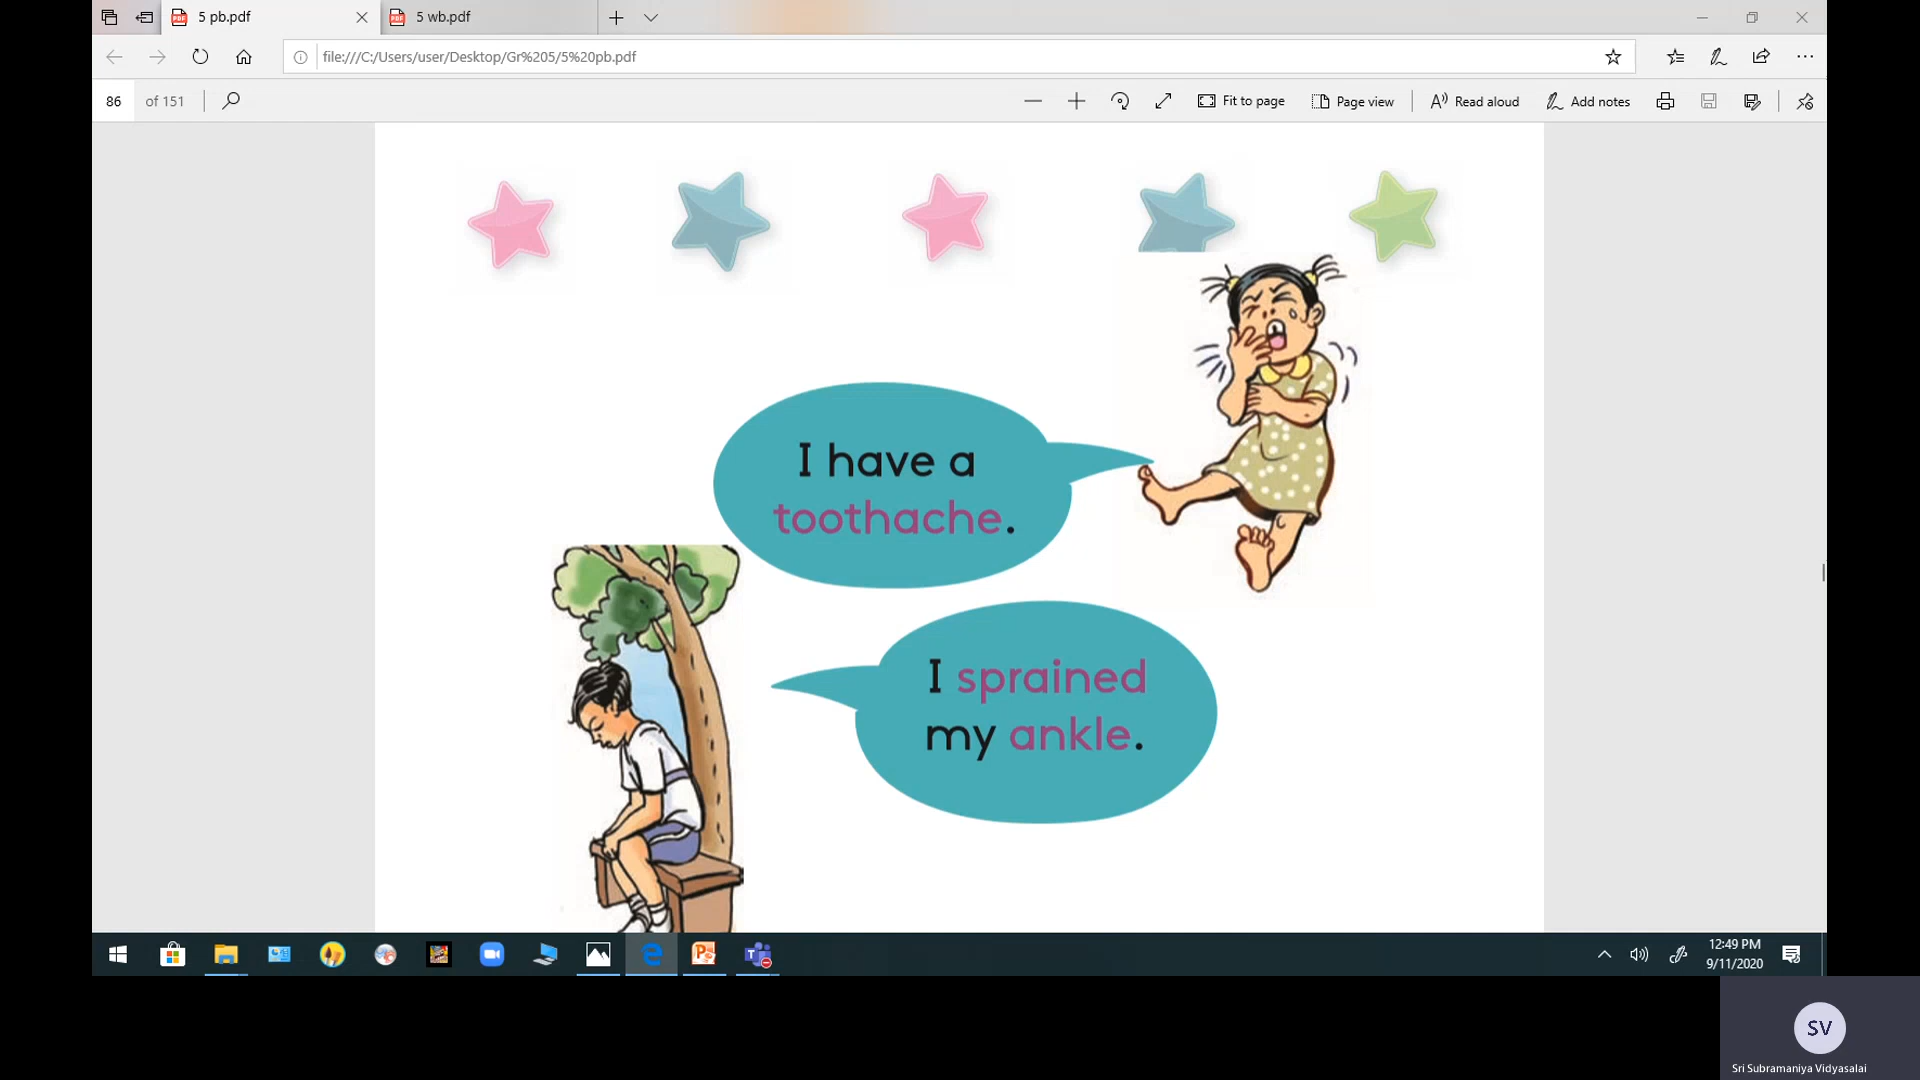 5 pb.pdf
5 wb.pdf
file:///C:/Users/user/Desktop/Gr%205/5%20pb.pdf
86 of 151
Fit to page
Page view
Read aloud
Add notes
I have a
toothache.
I sprained
my ankle.
12:49 PM
9/11/2020
SV
Sri Subramaniya Vidyasalai